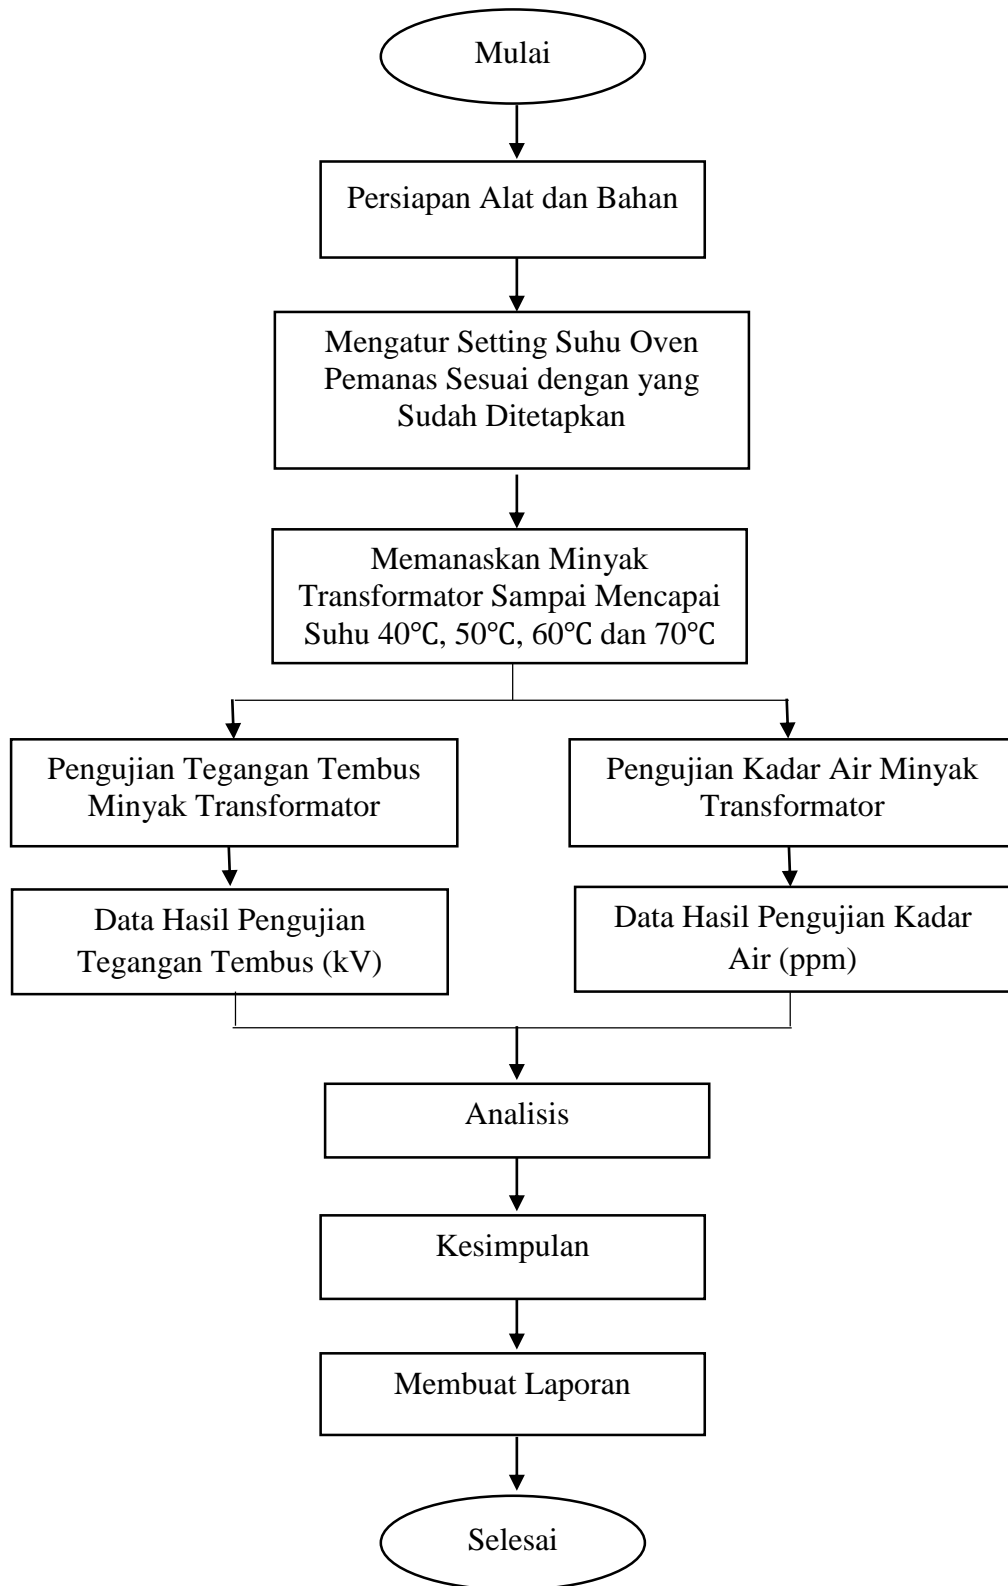 Mulai
Persiapan Alat dan Bahan
Mengatur Setting Suhu Oven
Pemanas Sesuai dengan yang
Sudah Ditetapkan
Memanaskan Minyak
Transformator Sampai Mencapai
Suhu 40℃, 50℃, 60℃ dan 70℃
Pengujian Tegangan Tembus
Minyak Transformator
Pengujian Kadar Air Minyak
Transformator
Data Hasil Pengujian
Tegangan Tembus (kV)
Data Hasil Pengujian Kadar
Air (ppm)
Analisis
Kesimpulan
Membuat Laporan
Selesai